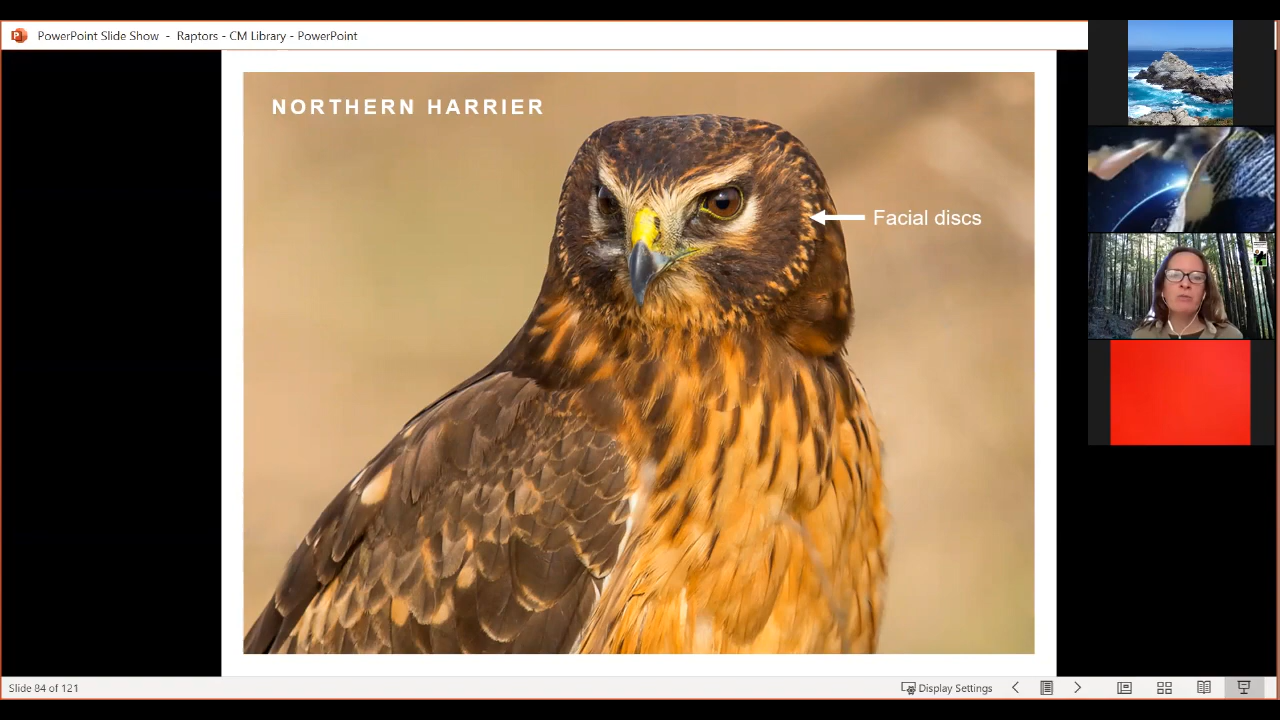 PowerPoint Slide Show - Raptors - CM Library - PowerPoint
NORTHERN HARRIER
Facial discs
Slide 84 of 121
Display Settings